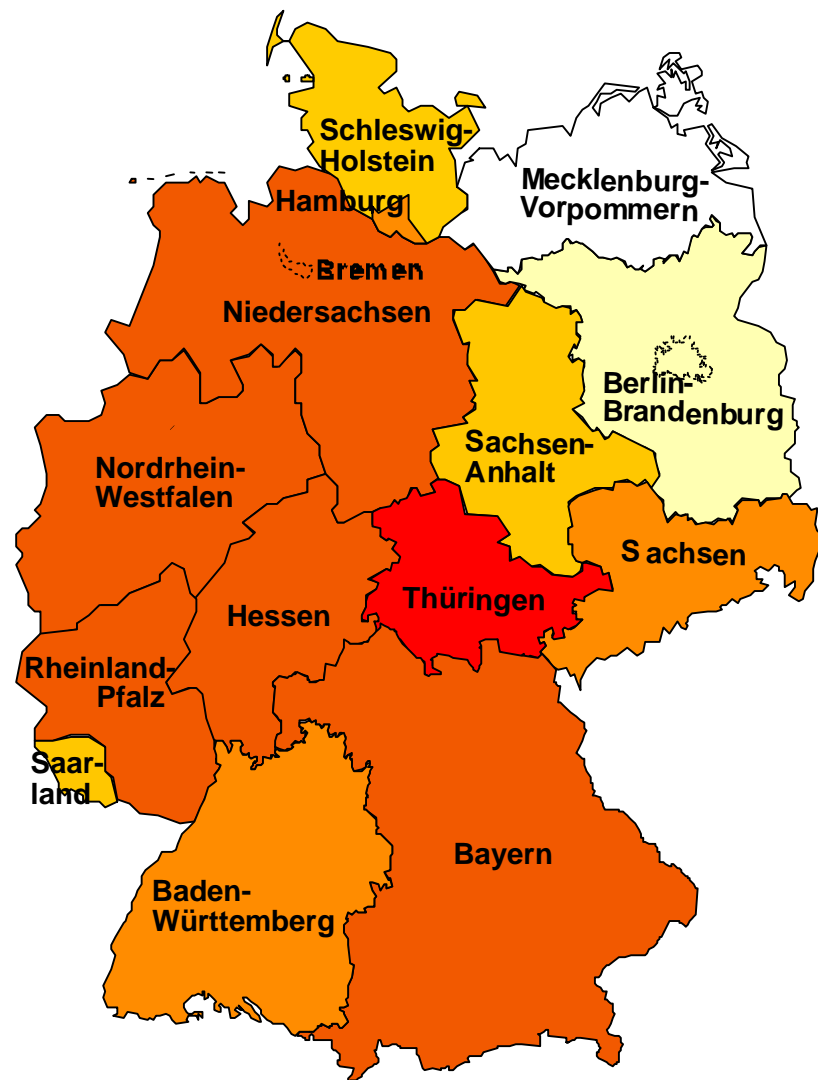 Schleswig-
Holstein
Mecklenburg-
Vorpommern
Hamburg
Bremen
Niedersachsen
Berlin-
Brandenburg
Sachsen-
Anhalt
Nordrhein-
Westfalen
Sachsen
Thüringen
Hessen
Rheinland-
Pfalz
Saar-
land
Bayern
Baden-
Württemberg